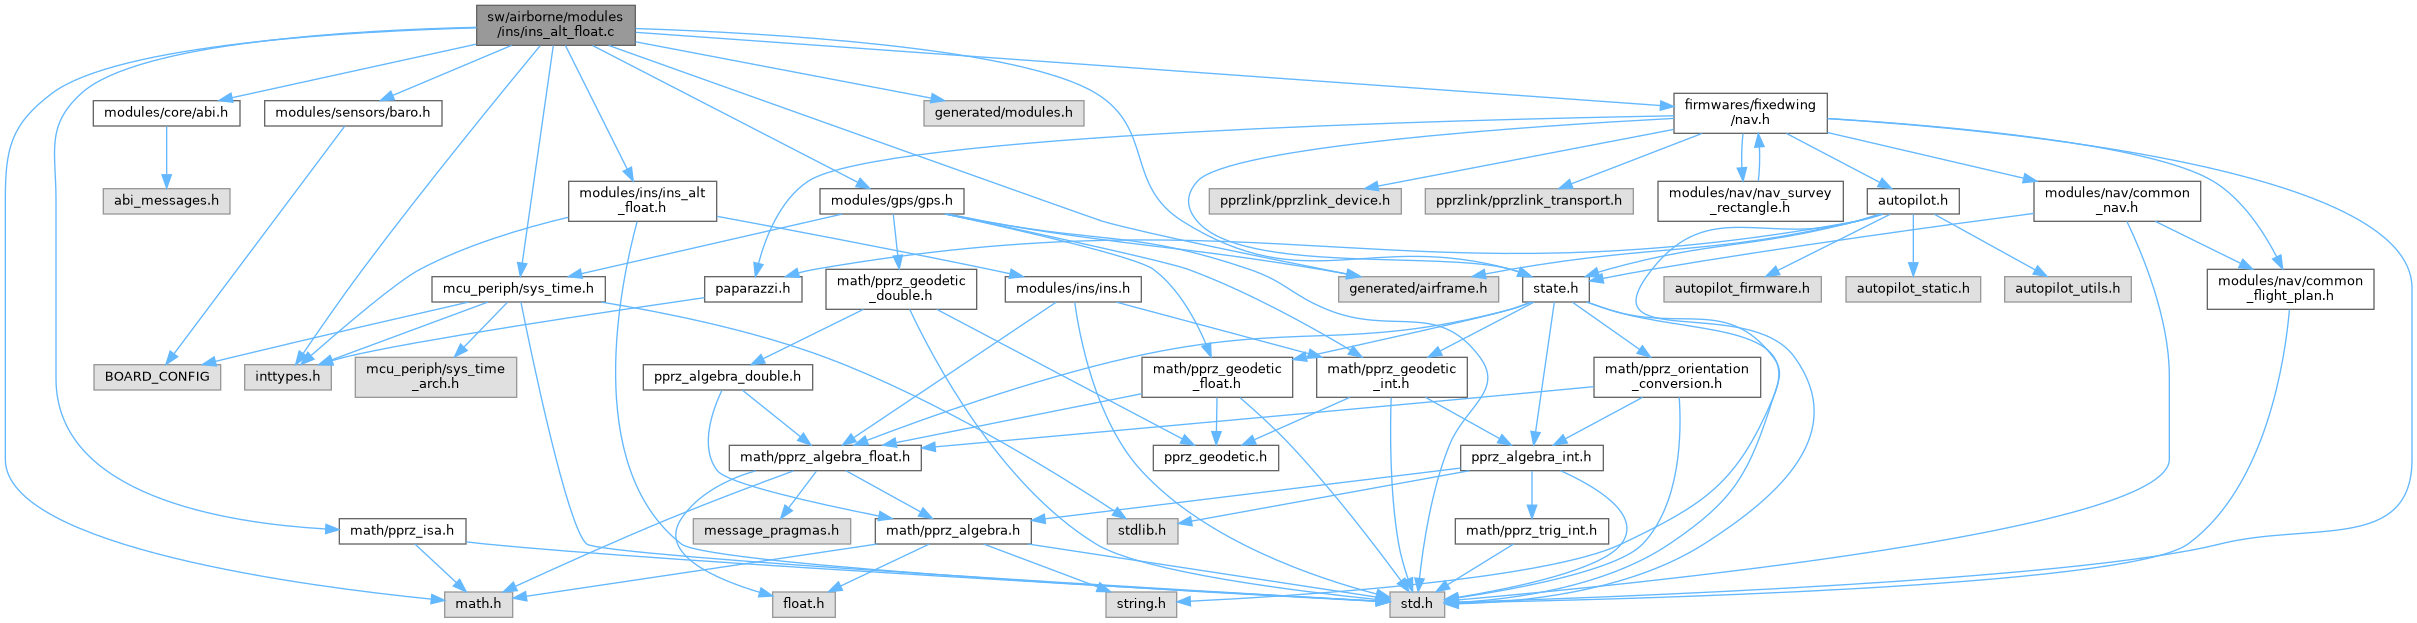 sw/airborne/modules
/ins/ins_alt_float.c
modules/core/abi.h
modules/sensors/baro.h
generated/modules.h
firmwares/fixedwing
/nav.h
abi_messages.h
modules/ins/ins_alt
_float.h
modules/gps/gps.h
pprzlink/pprzlink_device.h
pprzlink/pprzlink_transport.h
modules/nav/nav_survey
_rectangle.h
autopilot.h
modules/nav/common
_nav.h
mcu_periph/sys_time.h
paparazzi.h
math/pprz_geodetic
_double.h
modules/ins/ins.h
generated/airframe.h
state.h
autopilot_firmware.h
autopilot_static.h
autopilot_utils.h
modules/nav/common
_flight_plan.h
BOARD_CONFIG
inttypes.h
mcu_periph/sys_time
_arch.h
pprz_algebra_double.h
math/pprz_geodetic
_float.h
math/pprz_geodetic
_int.h
math/pprz_orientation
_conversion.h
math/pprz_algebra_float.h
pprz_geodetic.h
pprz_algebra_int.h
math/pprz_isa.h
message_pragmas.h
math/pprz_algebra.h
stdlib.h
math/pprz_trig_int.h
math.h
float.h
string.h
std.h